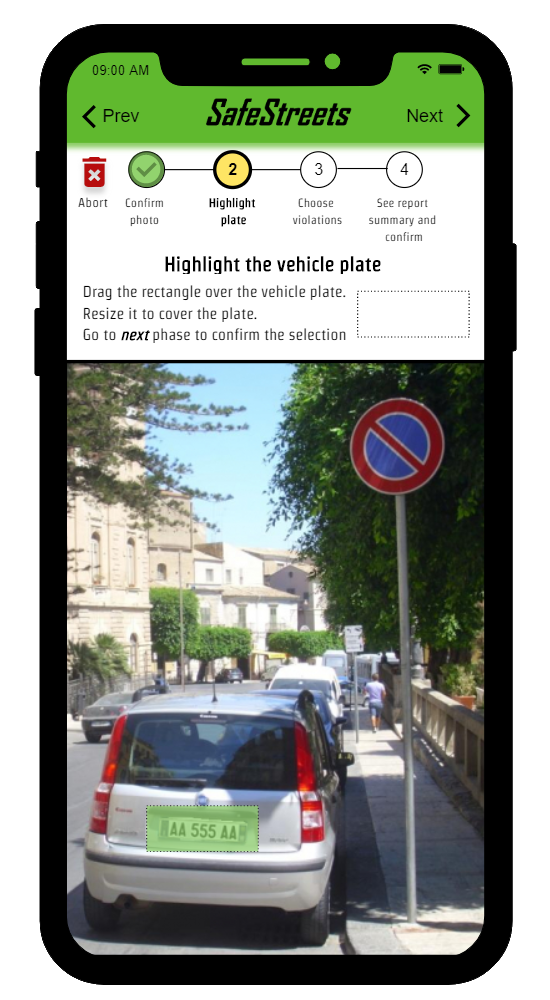 09:00 AM
Prev
SafeStreets
Next
2
3
4
Abort
Confirm photo
Highlight plate
Choose violations
See report summary and confirm
Highlight the vehicle plate
Drag the rectangle over the vehicle plate.
Resize it to cover the plate.
Go to next phase to confirm the selection
AA 555 AA